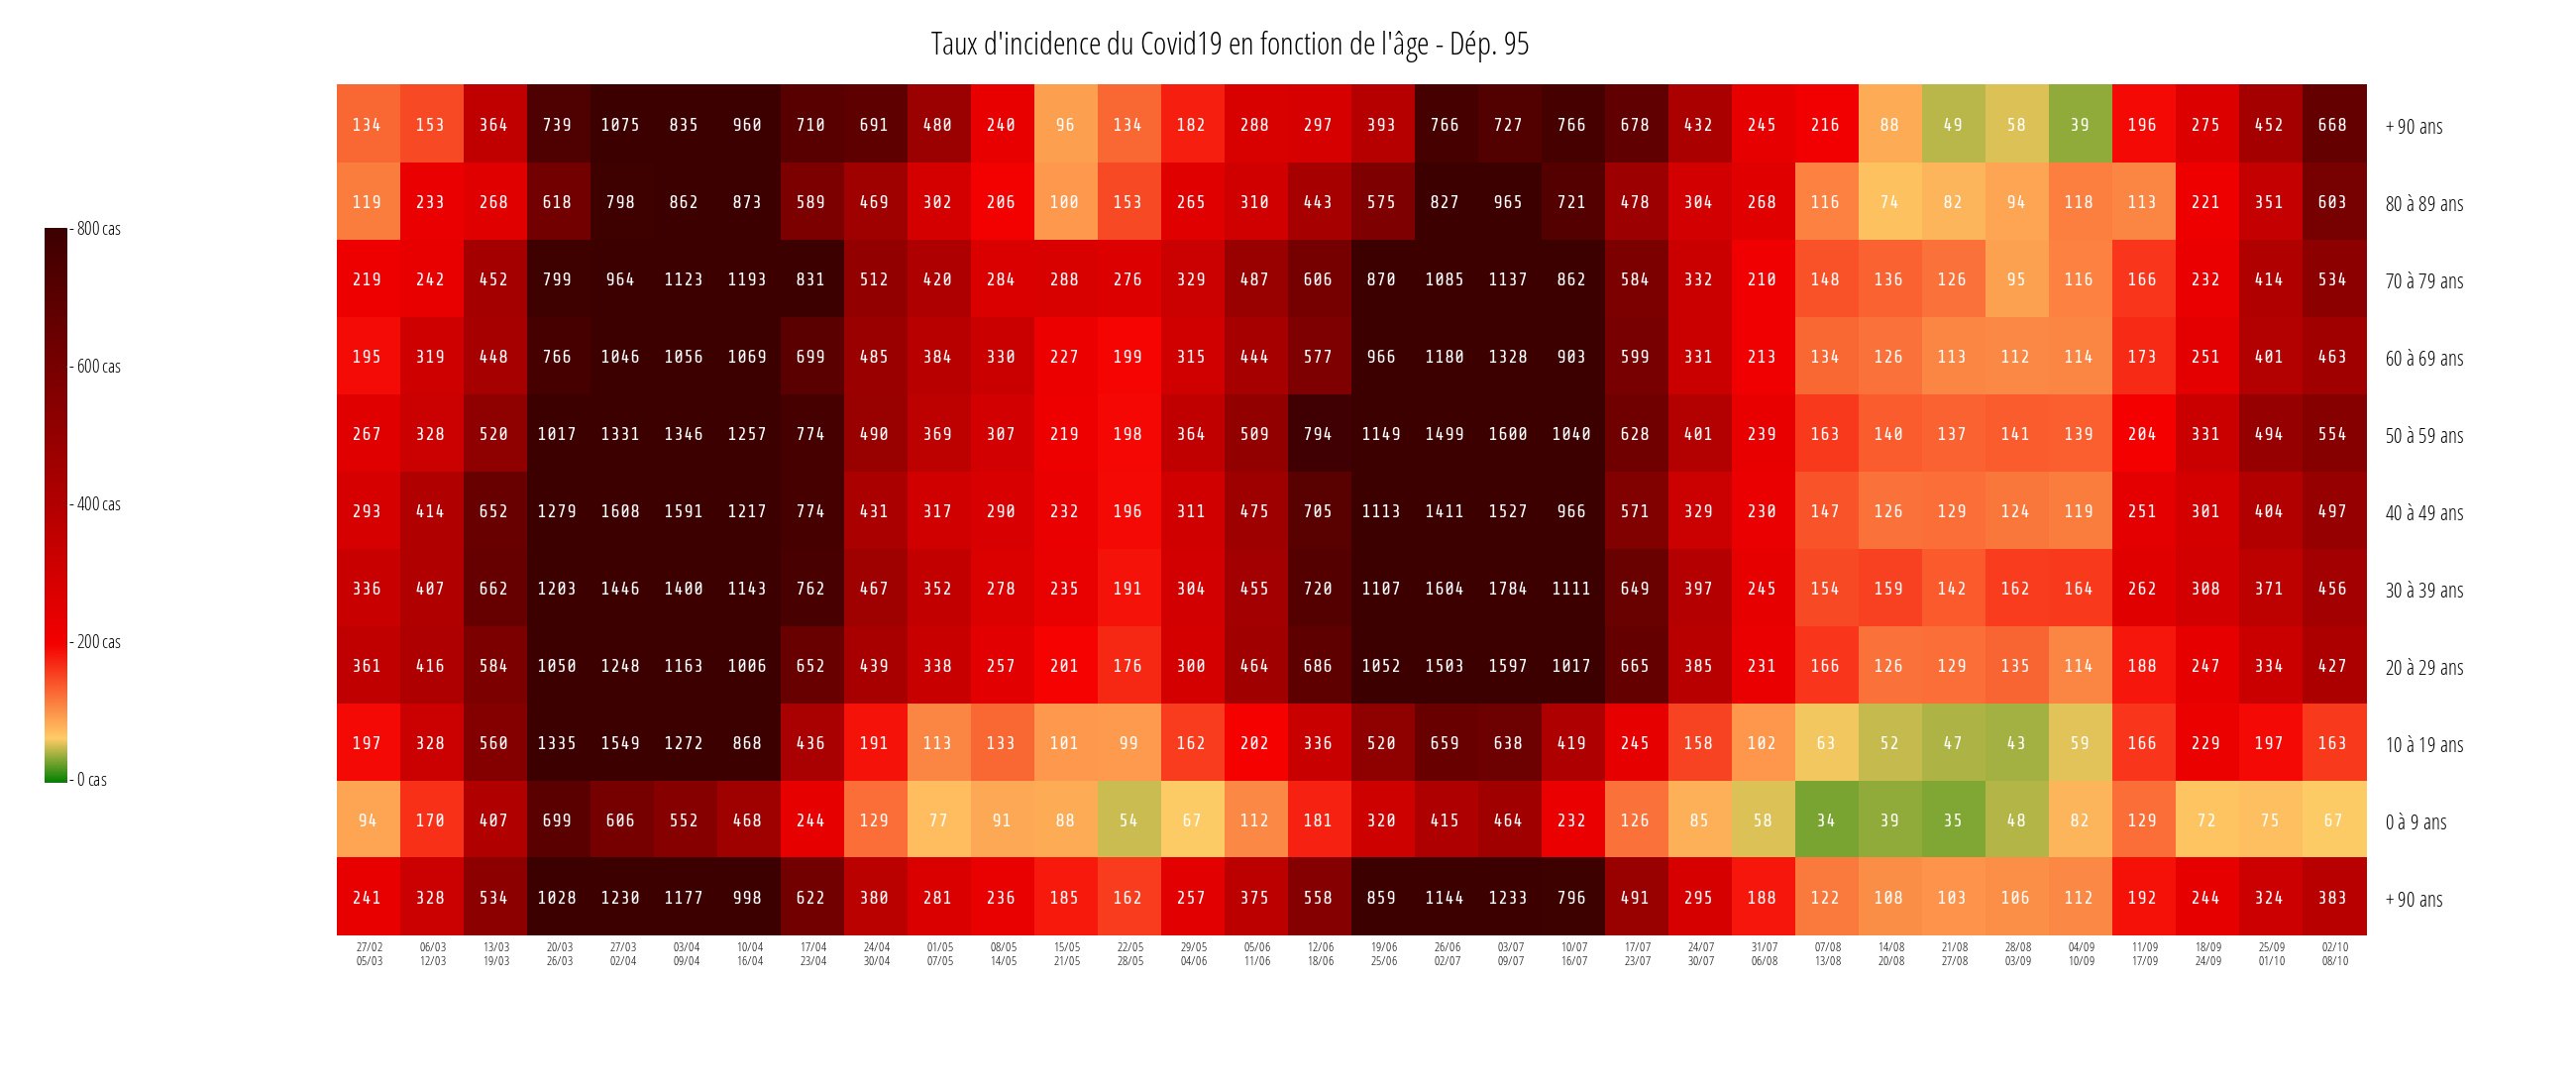 Taux d'incidence du Covid19 en fonction de l'âge - Dép. 95
- 800 cas
- 600 cas
- 400 cas
- 200 cas
- 0 cas
134 153 364 739 1075 835 960 710 691 480 240 96 134 182 288 297 393 766 727 766 678 432 245 216 88 49 58 39 196 275 452 668 + 90 ans
119 233 268 618 798 862 873 589 469 302 206 100 153 265 310 443 575 827 965 721 478 304 268 116 74 82 94 118 113 221 351 603 80 à 89 ans
219 242 452 799 964 1123 1193 831 512 420 284 288 276 329 487 606 870 1085 1137 862 584 332 210 148 136 126 95 116 166 232 414 534 70 à 79 ans
195 319 448 766 1046 1056 1069 699 485 384 330 227 199 315 444 577 966 1180 1328 903 599 331 213 134 126 113 112 114 173 251 401 463 60 à 69 ans
267 328 520 1017 1331 1346 1257 774 490 369 307 219 198 364 509 794 1149 1499 1600 1040 628 401 239 163 140 137 141 139 204 331 494 554 50 à 59 ans
293 414 652 1279 1608 1591 1217 774 431 317 290 232 196 311 475 705 1113 1411 1527 966 571 329 230 147 126 129 124 119 251 301 404 497 40 à 49 ans
336 407 662 1203 1446 1400 1143 762 467 352 278 235 191 304 455 720 1107 1604 1784 1111 649 397 245 154 159 142 162 164 262 308 371 456 30 à 39 ans
361 416 584 1050 1248 1163 1006 652 439 338 257 201 176 300 464 686 1052 1503 1597 1017 665 385 231 166 126 129 135 114 188 247 334 427 20 à 29 ans
197 328 560 1335 1549 1272 868 436 191 113 133 101 99 162 202 336 520 659 638 419 245 158 102 63 52 47 43 59 166 229 197 163 10 à 19 ans
94 170 407 699 606 552 468 244 129 77 91 88 54 67 112 181 320 415 464 232 126 85 58 34 39 35 48 82 129 72 75 67 0 à 9 ans
241 328 534 1028 1230 1177 998 622 380 281 236 185 162 257 375 558 859 1144 1233 796 491 295 188 122 108 103 106 112 192 244 324 383 + 90 ans
27/02 06/03 13/03 20/03 27/03 03/04 10/04 17/04 24/04 01/05 08/05 15/05 22/05 29/05 05/06 12/06 19/06 26/06 03/07 10/07 17/07 24/07 31/07 07/08 14/08 21/08 28/08 04/09 11/09 18/09 25/09 02/10
05/03 12/03 19/03 26/03 02/04 09/04 16/04 23/04 30/04 07/05 14/05 21/05 28/05 04/06 11/06 18/06 25/06 02/07 09/07 16/07 23/07 30/07 06/08 13/08 20/08 27/08 03/09 10/09 17/09 24/09 01/10 08/10